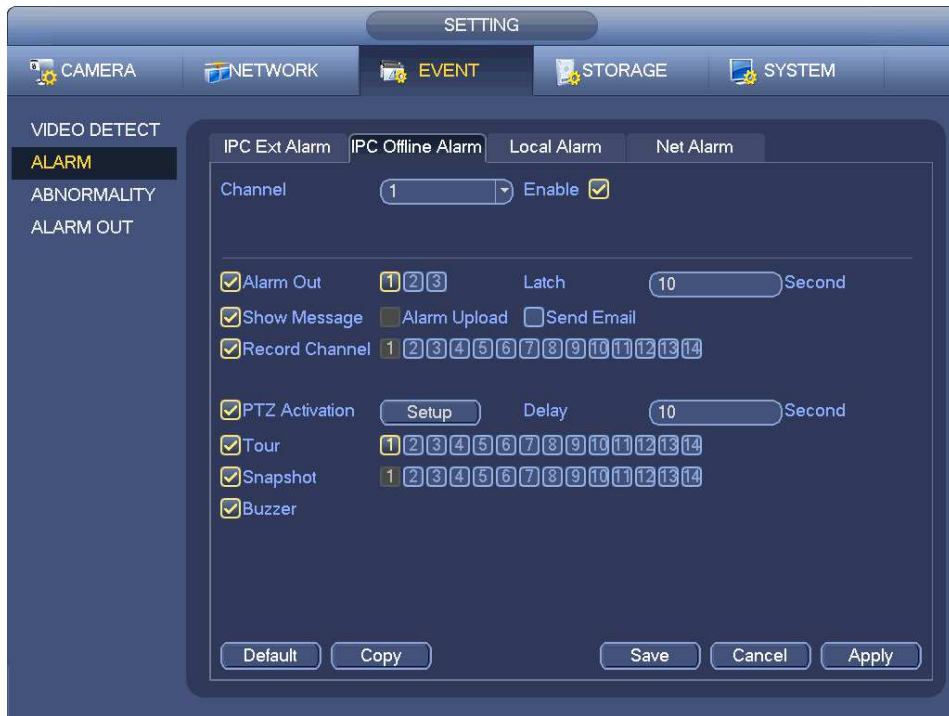 SETTING
CAMERA NETWORK EVENT STORAGE SYSTEM
VIDEO DETECT
ALARM
ABNORMALITY
ALARM OUT
IPC Ext Alarm IPC Offline Alarm Local Alarm Net Alarm
Channel 1 Enable
Alarm Out 1 2 3 Latch 10 Second
Show Message Alarm Upload Send Email
Record Channel 1 2 3 4 5 6 7 8 9 10 11 12 13 14
PTZ Activation Setup Delay 10 Second
Tour 1 2 3 4 5 6 7 8 9 10 11 12 13 14
Snapshot 1 2 3 4 5 6 7 8 9 10 11 12 13 14
Buzzer
Default Copy Save Cancel Apply